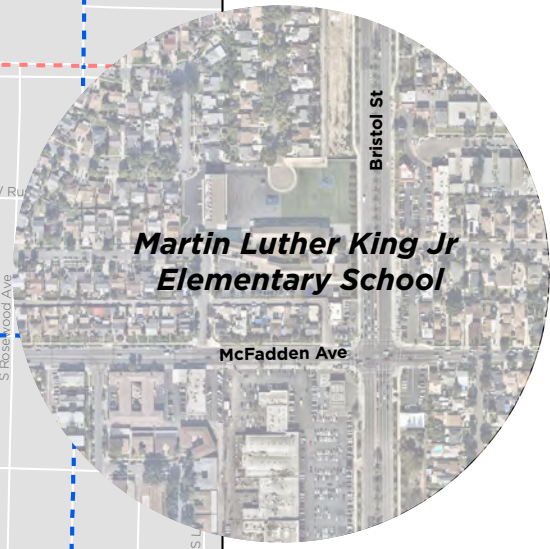 Bristol St
Martin Luther King Jr
Elementary School
McFadden Ave
S Rosewood Ave